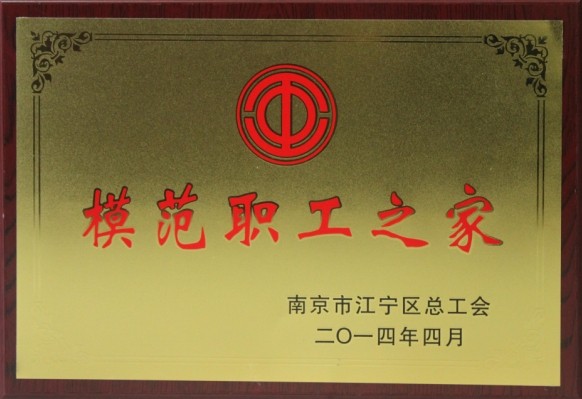 模范职工之家
南京市江宁区总工会
二〇一四年四月